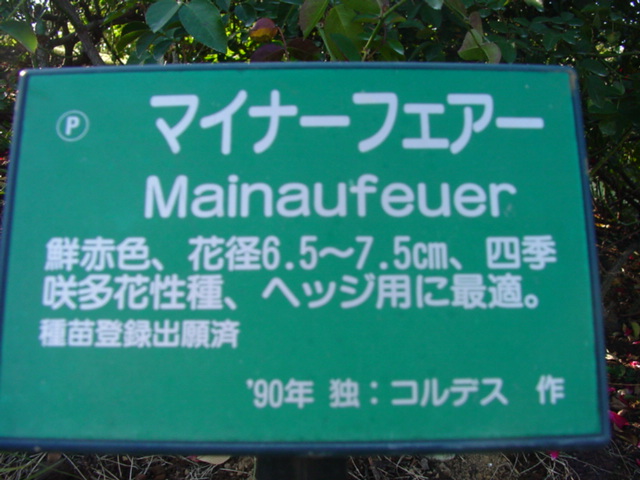 Ⓟ マイナーフェアー
Mainaufeuer
鮮赤色、花径6.5～7.5cm、四季
咲多花性種、ヘッジ用に最適。
種苗登録出願済
'90年 独：コルデス 作